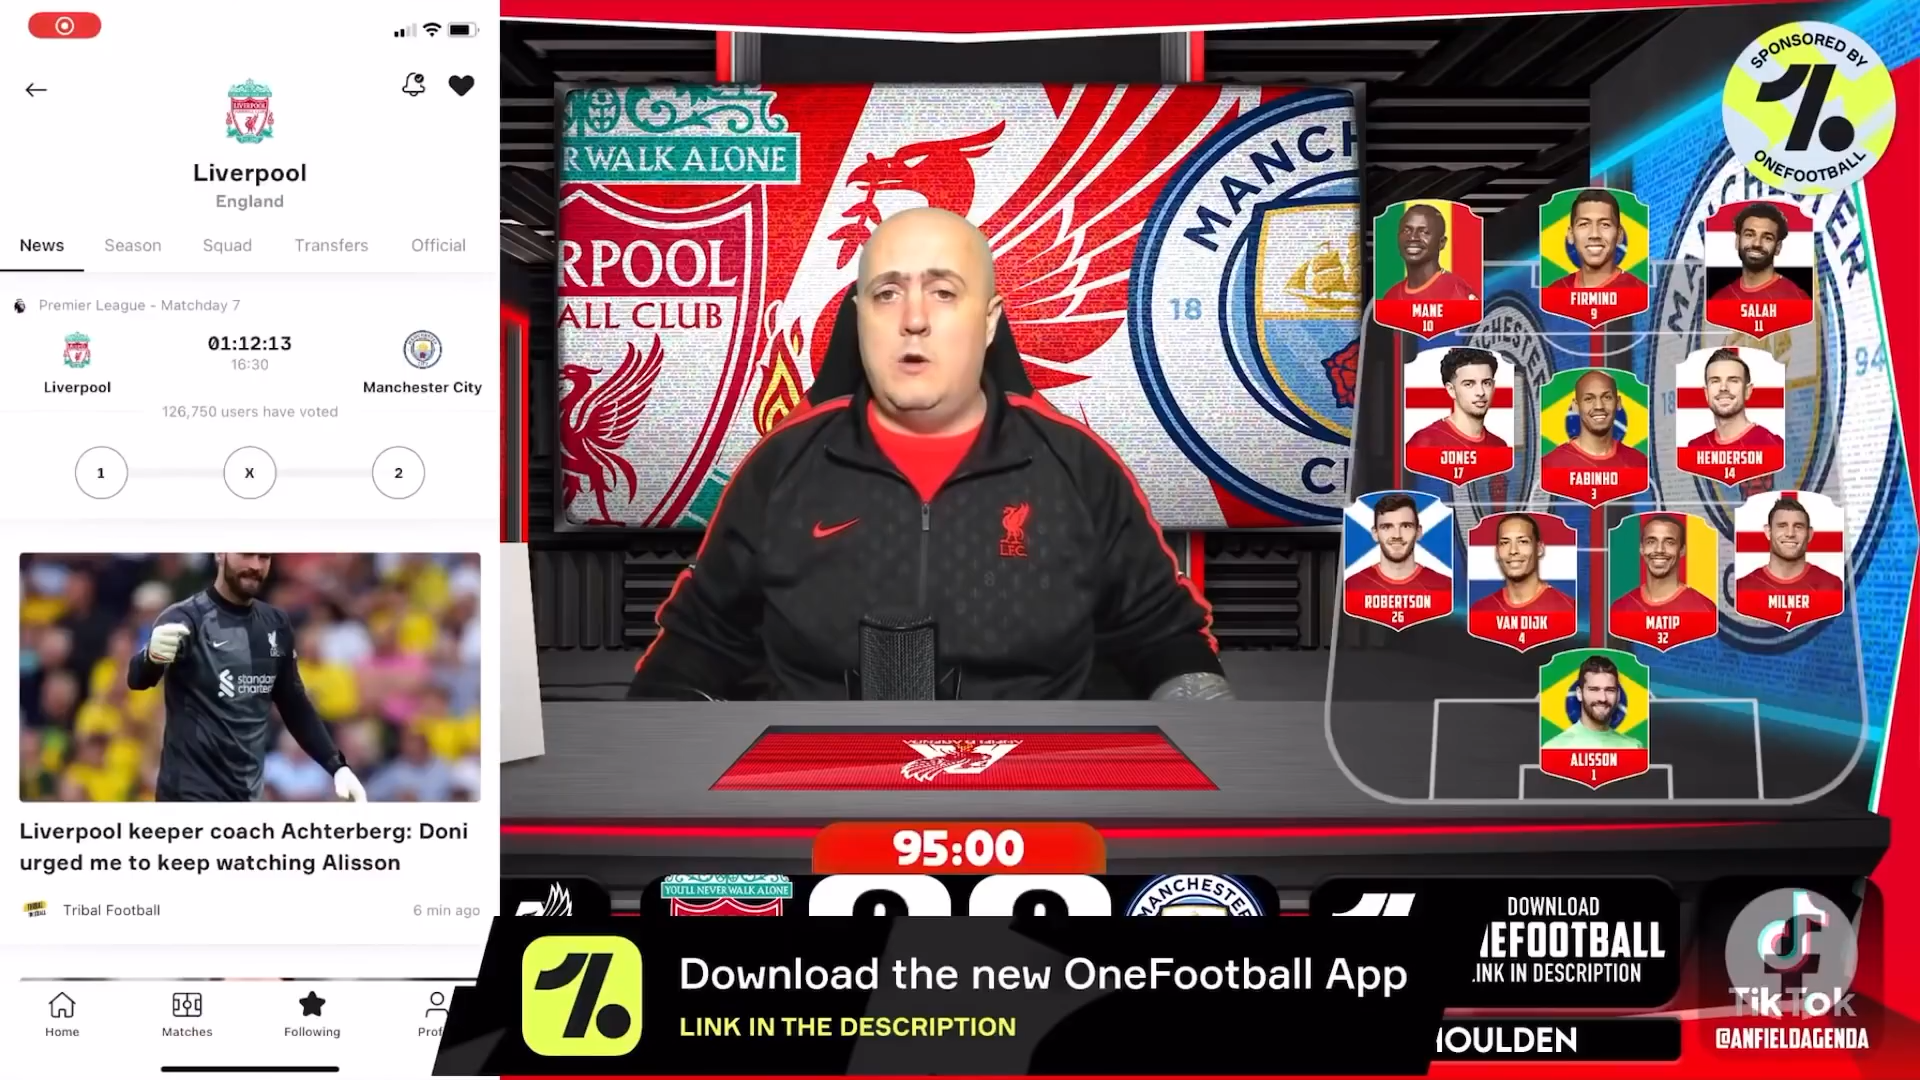 Liverpool
England
News
Season
Squad
Transfers
Official
Premier League - Matchday 7
01:12:13
16:30
Liverpool
Manchester City
126,750 users have voted
1
X
2
standard
Liverpool keeper coach Achterberg: Doni
urged me to keep watching Alisson
Tribal Football
6 min ago
Home
Matches
Following
R WALK ALONE
RPOOL
ALL CLUB
MANCH
18
L.F.C.
SPONSORED BY
ONEFOOTBALL
94
MANE
10
FIRMINO
9
SALAH
11
JONES
17
FABINHO
3
HENDERSON
14
ROBERTSON
26
VAN DIJK
4
MATIP
32
MILNER
7
ALISSON
1
95:00
YOU'LL NEVER WALK ALONE
MANCHESTER
DOWNLOAD
EFOOTBALL
INK IN DESCRIPTION
Download the new OneFootball App
LINK IN THE DESCRIPTION
HOULDEN
TikTok
@ANFIELDAGENDA